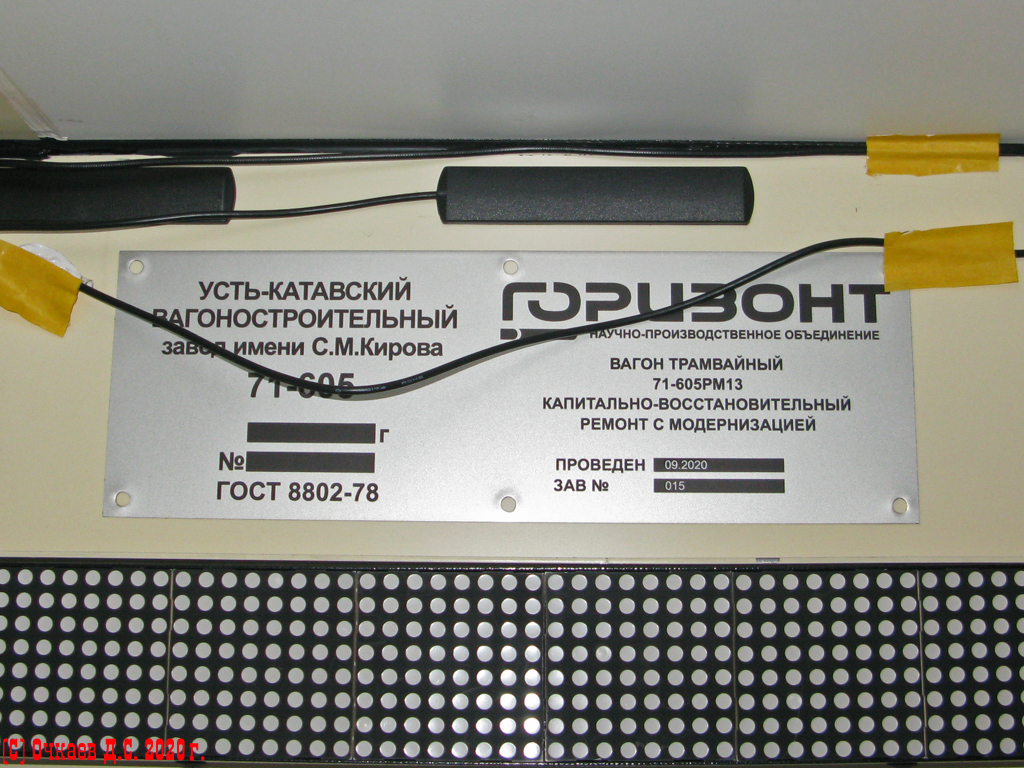 УСТЬ-КАТАВСКИЙ
ВАГОНОСТРОИТЕЛЬНЫЙ
завод имени С.М.Кирова
71-605
г
№
ГОСТ 8802-78
ГОРИЗОНТ
НАУЧНО-ПРОИЗВОДСТВЕННОЕ ОБЪЕДИНЕНИЕ
ВАГОН ТРАМВАЙНЫЙ
71-605РМ13
КАПИТАЛЬНО-ВОССТАНОВИТЕЛЬНЫЙ
РЕМОНТ С МОДЕРНИЗАЦИЕЙ
ПРОВЕДЕН 09.2020
ЗАВ № 015
(С) Очкасов Д.С. 2020 г.